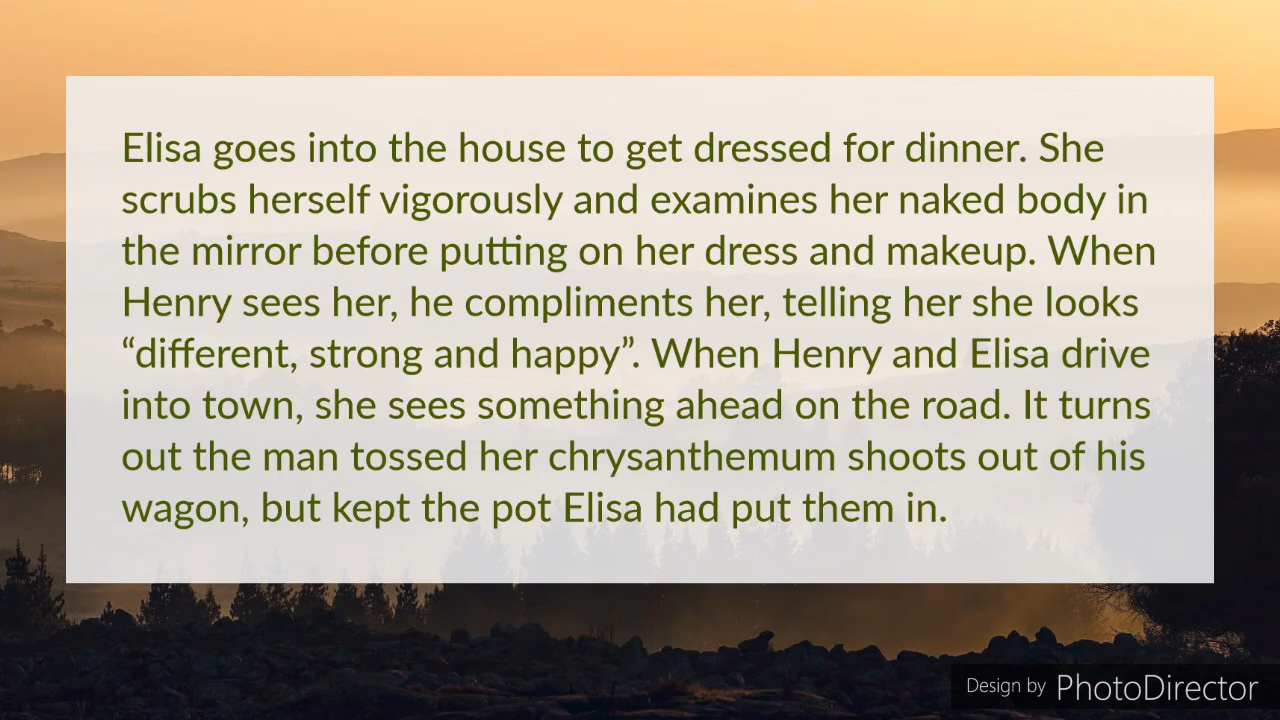 Elisa goes into the house to get dressed for dinner. She
scrubs herself vigorously and examines her naked body in
the mirror before putting on her dress and makeup. When
Henry sees her, he compliments her, telling her she looks
“different, strong and happy”. When Henry and Elisa drive
into town, she sees something ahead on the road. It turns
out the man tossed her chrysanthemum shoots out of his
wagon, but kept the pot Elisa had put them in.
Design by PhotoDirector